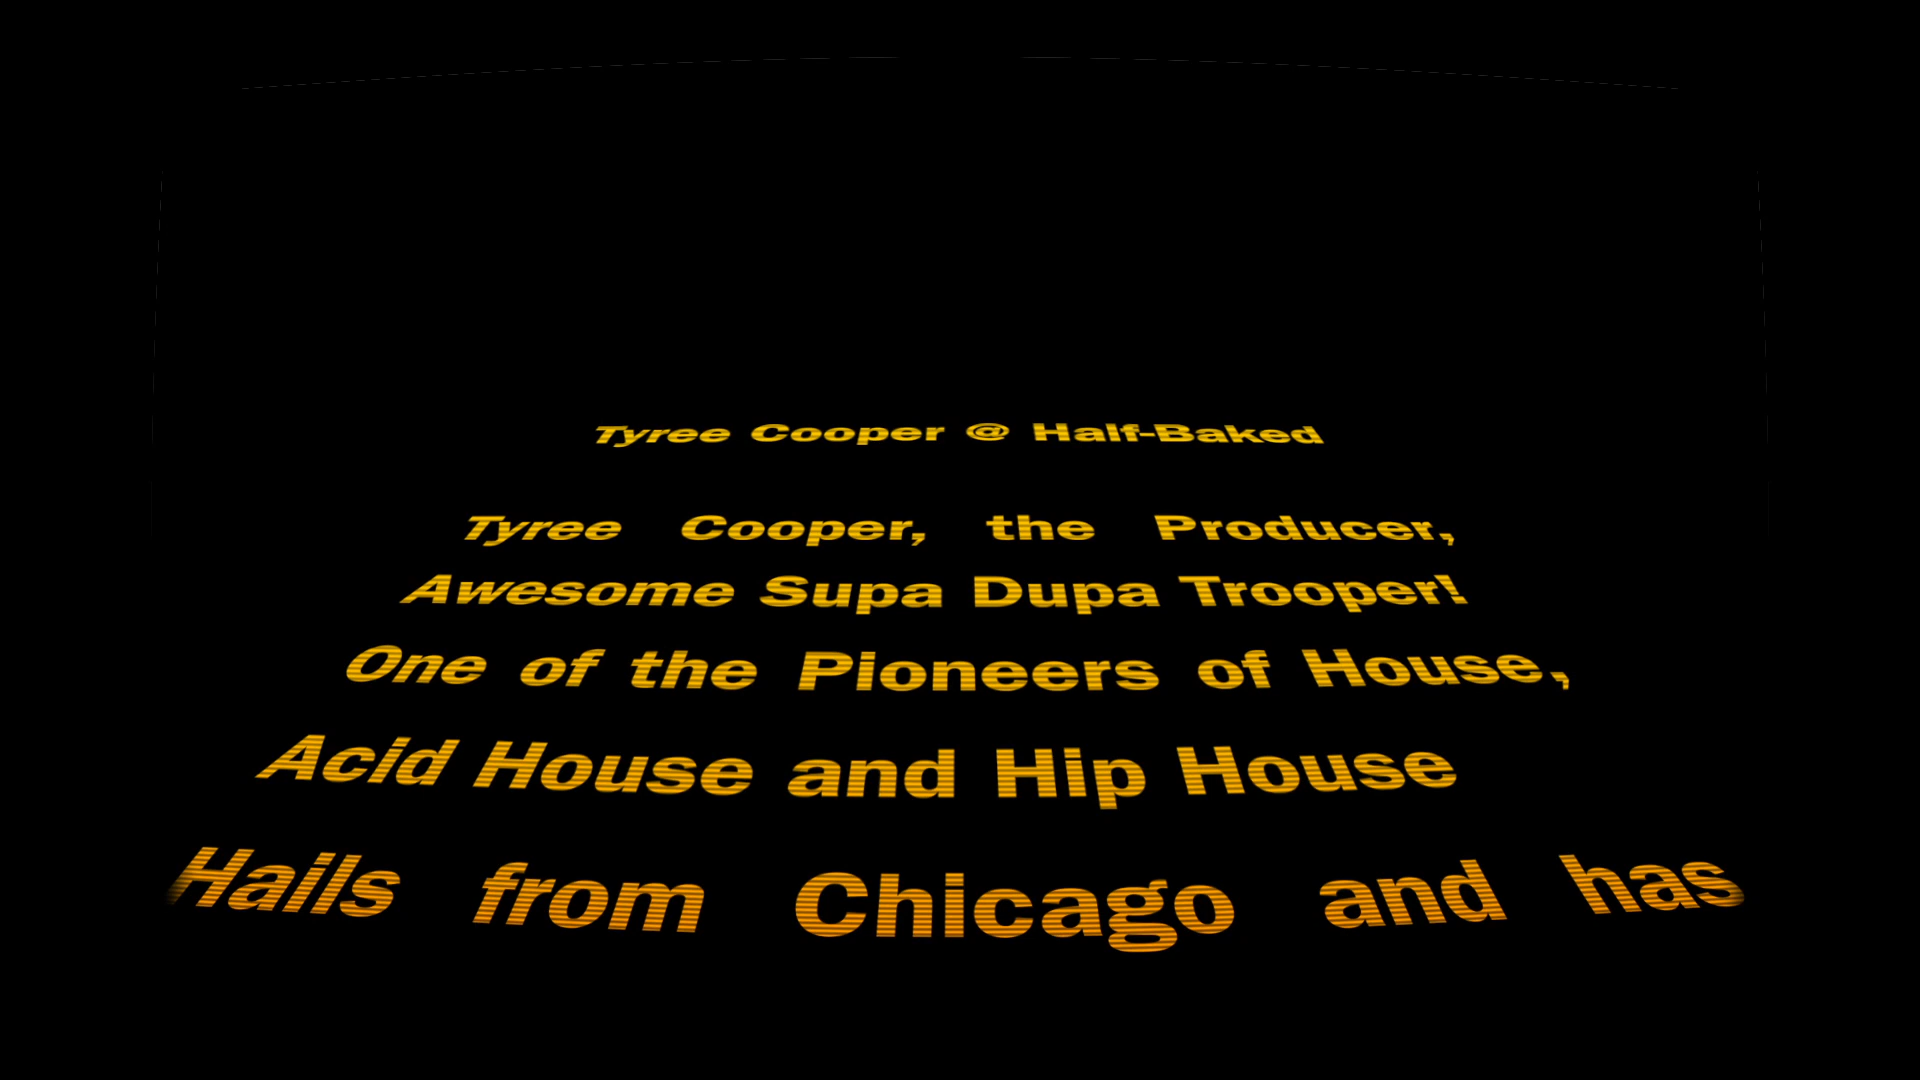 Tyree Cooper @ Half-Baked
Tyree Cooper, the Producer,
Awesome Supa Dupa Trooper!
One of the Pioneers of House,
Acid House and Hip House
Hails from Chicago and has